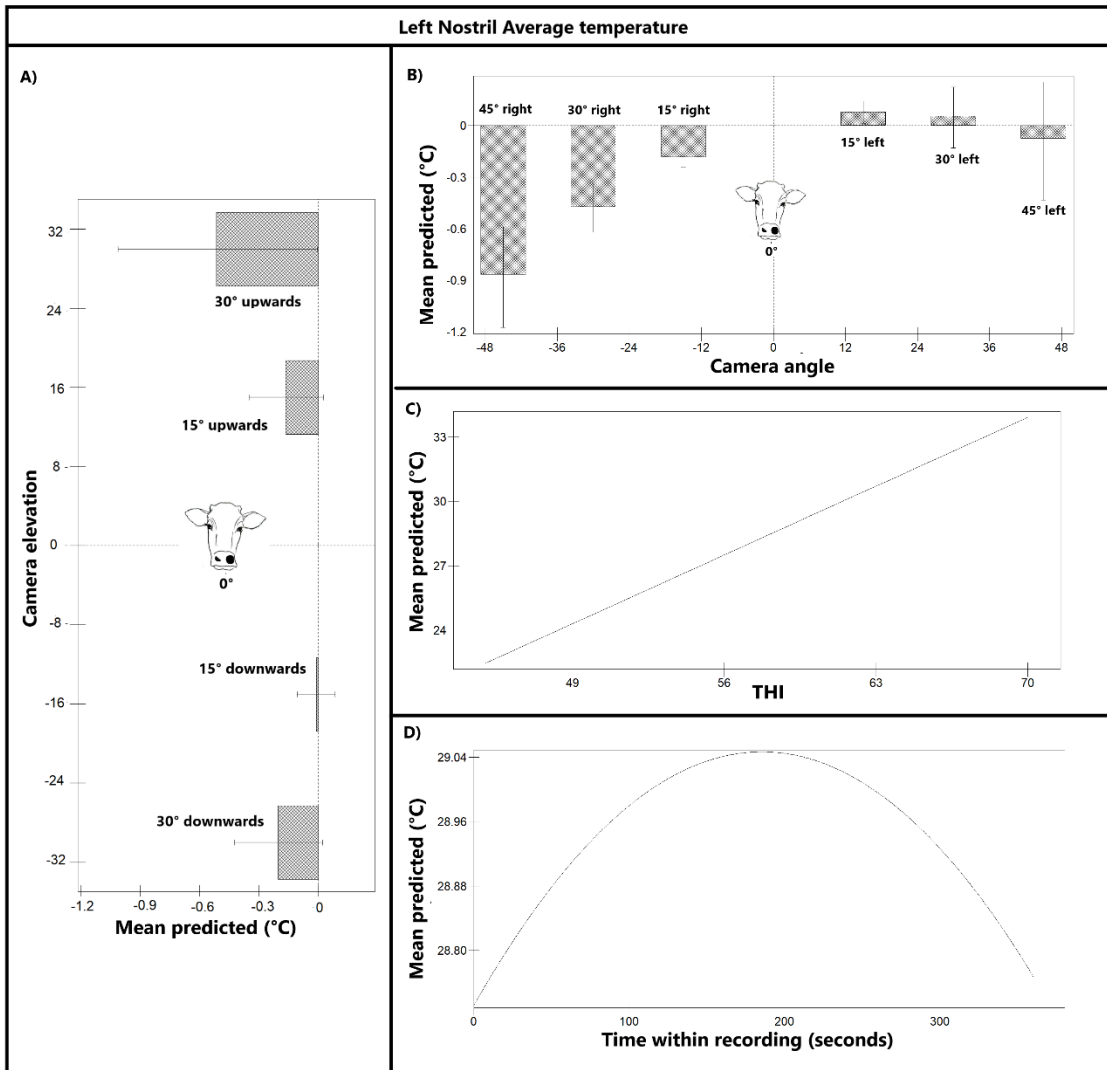 Left Nostril Average temperature
A)
32
30° upwards
24
16
15° upwards
8
Camera elevation
0
0°
-8
15° downwards
-16
-24
30° downwards
-32
-1.2 -0.9 -0.6 -0.3 0
Mean predicted (°C)
B)
45° right 30° right 15° right
0
15° left
30° left
45° left
-0.3
-0.6
-0.9
-1.2
Mean predicted (°C)
0°
-48 -36 -24 -12 0 12 24 36 48
Camera angle
C)
33
30
27
24
Mean predicted (°C)
49 56 63 70
THI
D)
29.04
28.96
28.88
28.80
Mean predicted (°C)
0 100 200 300
Time within recording (seconds)